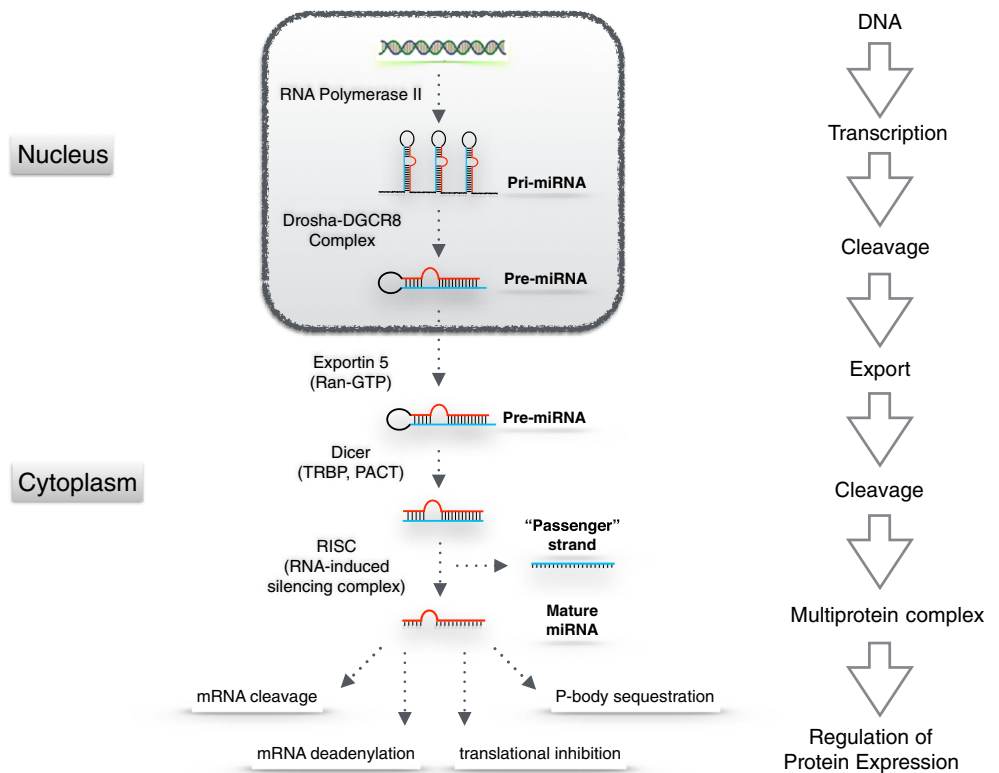 DNA
RNA Polymerase II
Transcription
Nucleus
Pri-miRNA
Drosha-DGCR8
Complex
Cleavage
Pre-miRNA
Exportin 5
(Ran-GTP)
Export
Pre-miRNA
Dicer
(TRBP, PACT)
Cytoplasm
Cleavage
“Passenger”
strand
RISC
(RNA-induced
silencing complex)
Mature
miRNA
Multiprotein complex
mRNA cleavage
P-body sequestration
mRNA deadenylation
translational inhibition
Regulation of
Protein Expression